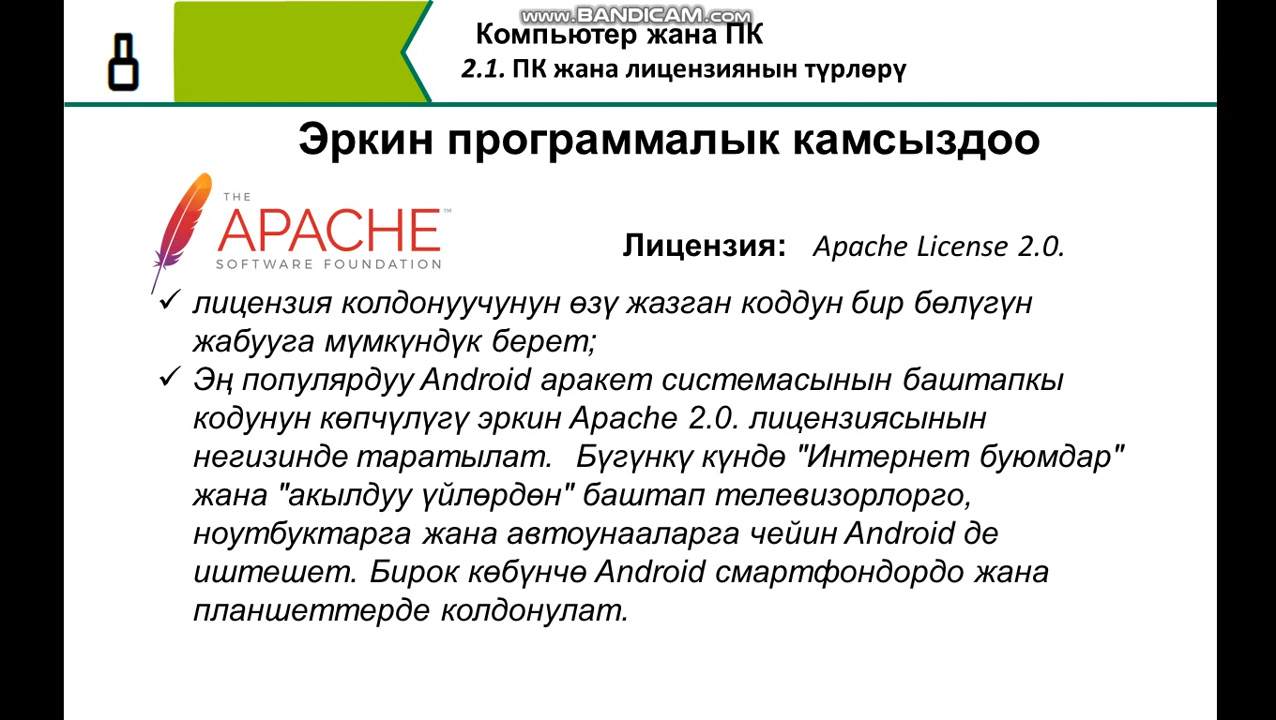 www.BANDICAM.com
Компьютер жана ПК
8
2.1. ПК жана лицензиянын түрлөрү
Эркин программалык камсыздоо
THE
APACHE™
SOFTWARE FOUNDATION
Лицензия: Apache License 2.0.
✓ лицензия колдонуучунун өзү жазган коддун бир бөлүгүн
жабууга мүмкүндүк берет;
✓ Эң популярдуу Android аракет системасынын баштапкы
кодунун көпчүлүгү эркин Apache 2.0. лицензиясынын
негизинде таратылат. Бүгүнкү күндө "Интернет буюмдар"
жана "акылдуу үйлөрдөн" баштап телевизорлорго,
ноутбуктарга жана автоунааларга чейин Android де
иштешет. Бирок көбүнчө Android смартфондордо жана
планшеттерде колдонулат.